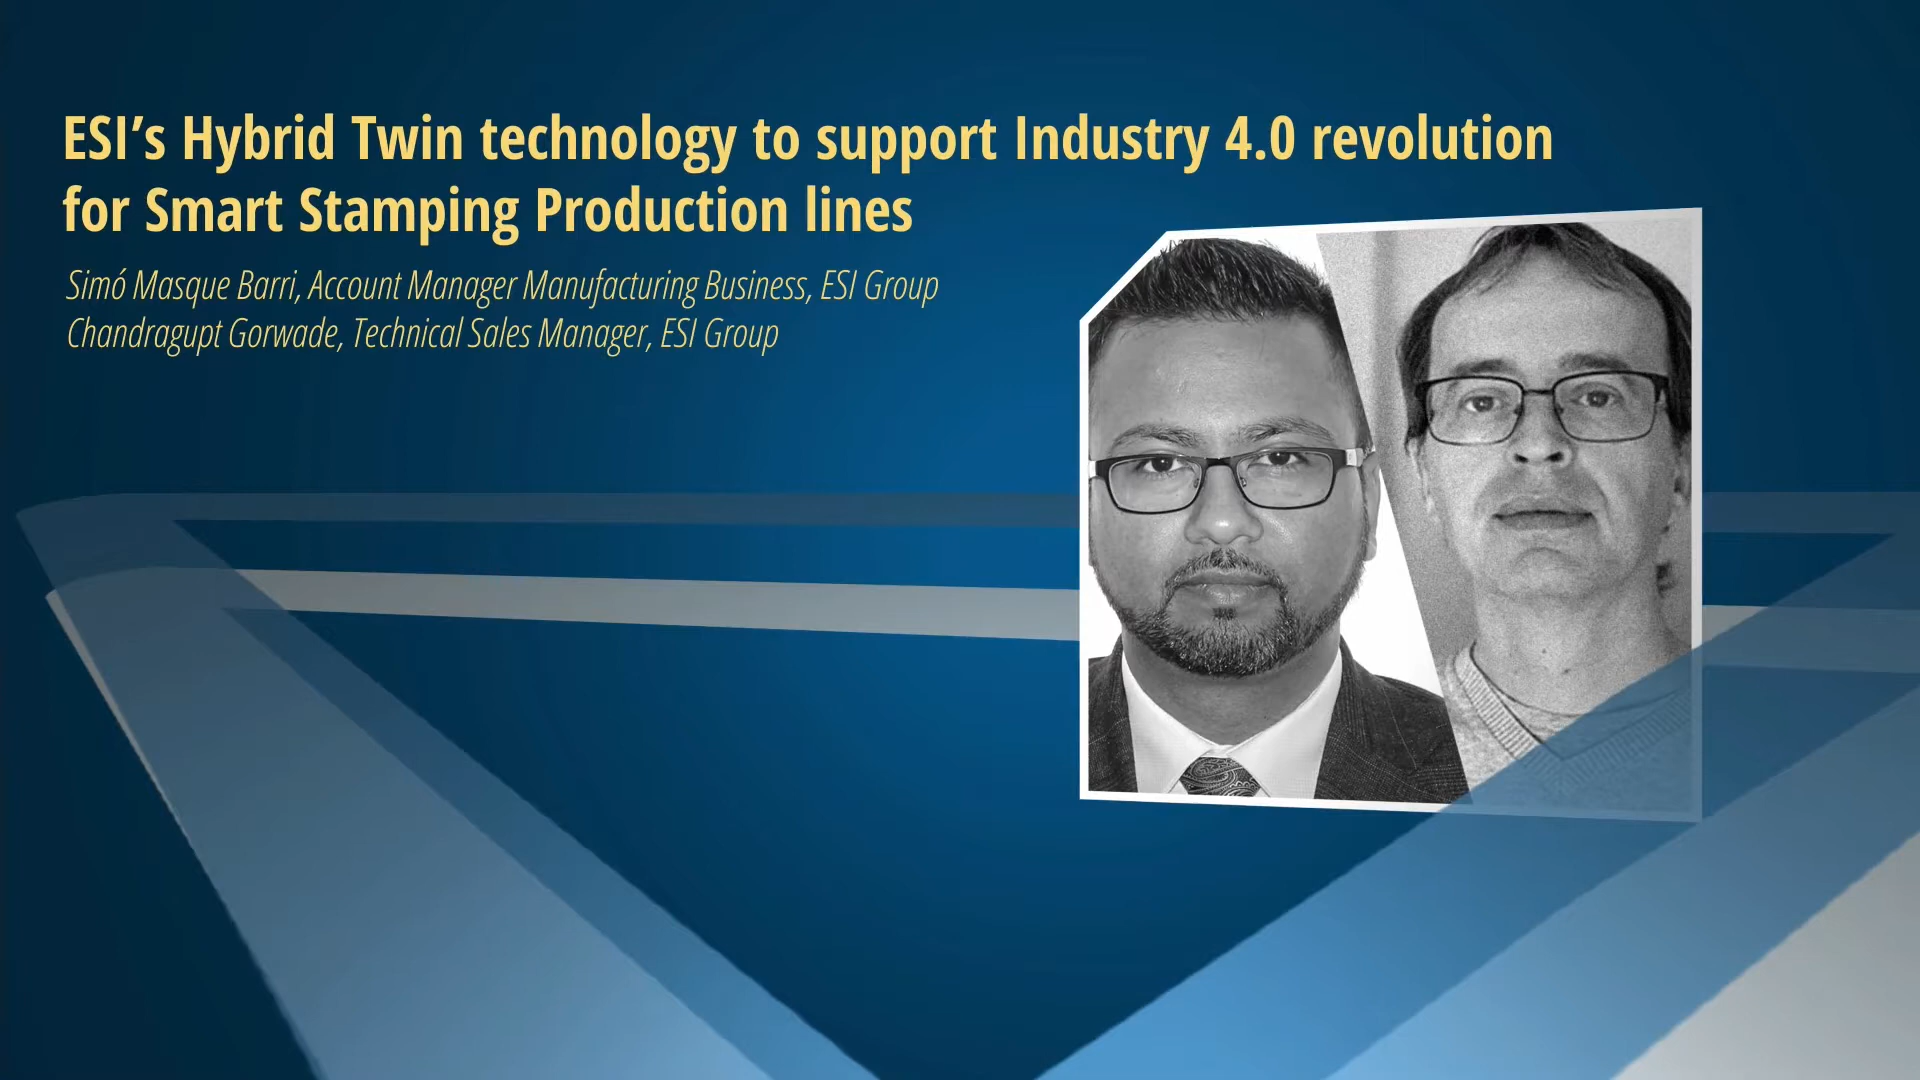 ESI’s Hybrid Twin technology to support Industry 4.0 revolution
for Smart Stamping Production lines
Simó Masque Barri, Account Manager Manufacturing Business, ESI Group
Chandragupt Gorwade, Technical Sales Manager, ESI Group